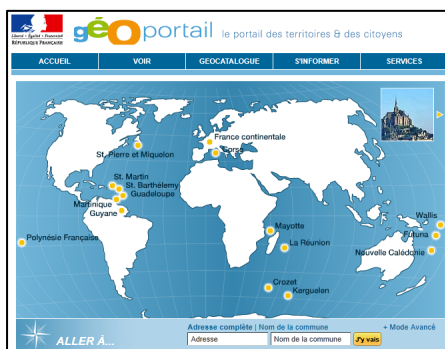 Liberté • Égalité • Fraternité
RÉPUBLIQUE FRANÇAISE
géOportail le portail des territoires & des citoyens
ACCUEIL VOIR GEOCATALOGUE S'INFORMER SERVICES
France continentale
Corse
St. Pierre et Miquelon
St. Martin
St. Barthélemy
Guadeloupe
Martinique
Guyane
Polynésie Française
Mayotte
La Réunion
Wallis
Futuna
Nouvelle Calédonie
Crozet
Kerguelen
ALLER À...
Adresse complète | Nom de la commune + Mode Avancé
Adresse Nom de la commune J'y vais